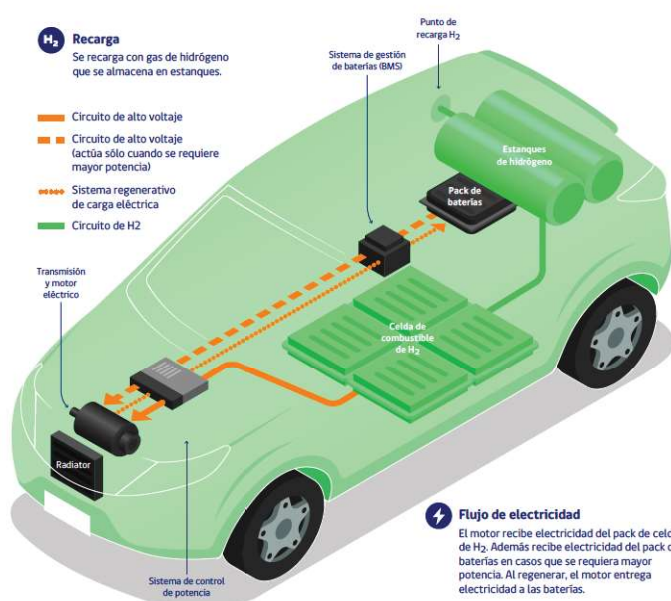 H₂ Recarga
Se recarga con gas de hidrógeno
que se almacena en estanques.
Circuito de alto voltaje
Circuito de alto voltaje
(actúa sólo cuando se requiere
mayor potencia)
Sistema regenerativo
de carga eléctrica
Circuito de H2
Punto de
recarga H₂
Sistema de gestión
de baterías (BMS)
Estanques
de hidrógeno
Pack de
baterías
Transmisión
y motor
eléctrico
Celda de
combustible
de H₂
Radiator
Sistema de control
de potencia
Flujo de electricidad
El motor recibe electricidad del pack de
de H₂. Además recibe electricidad del pack
baterías en casos que se requiera mayor
potencia. Al regenerar, el motor entrega
electricidad a las baterías.